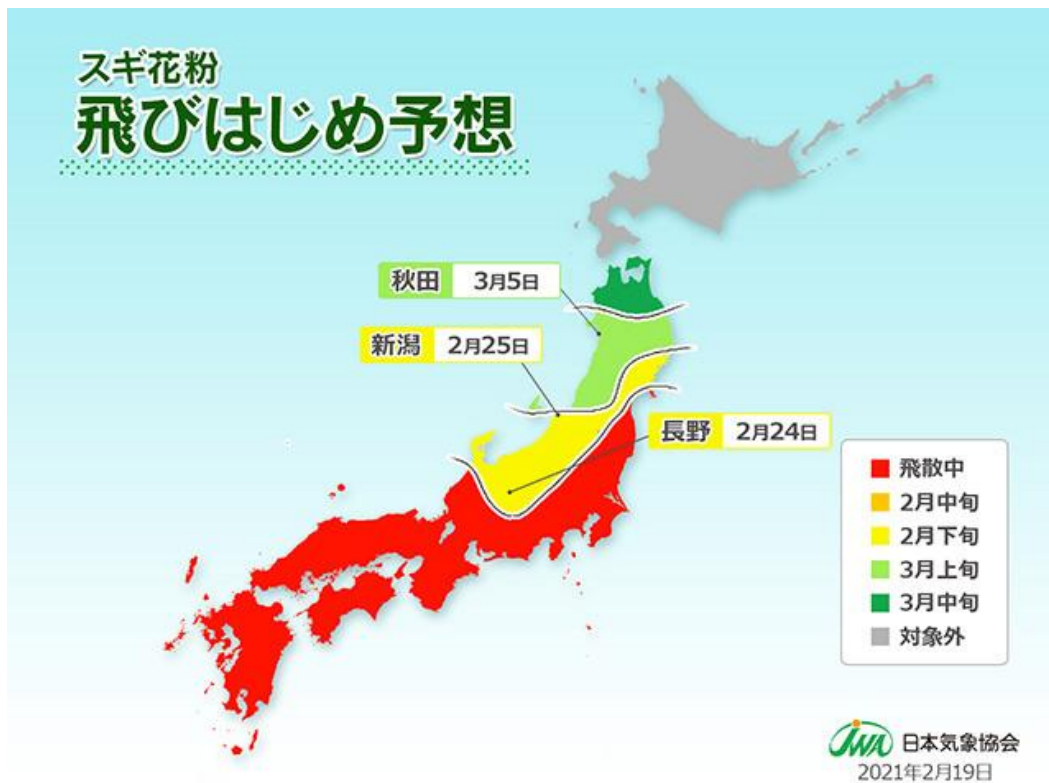 スギ花粉
飛びはじめ予想
秋田 3月5日
新潟 2月25日
長野 2月24日
飛散中
2月中旬
2月下旬
3月上旬
3月中旬
対象外
JWA 日本気象協会
2021年2月19日